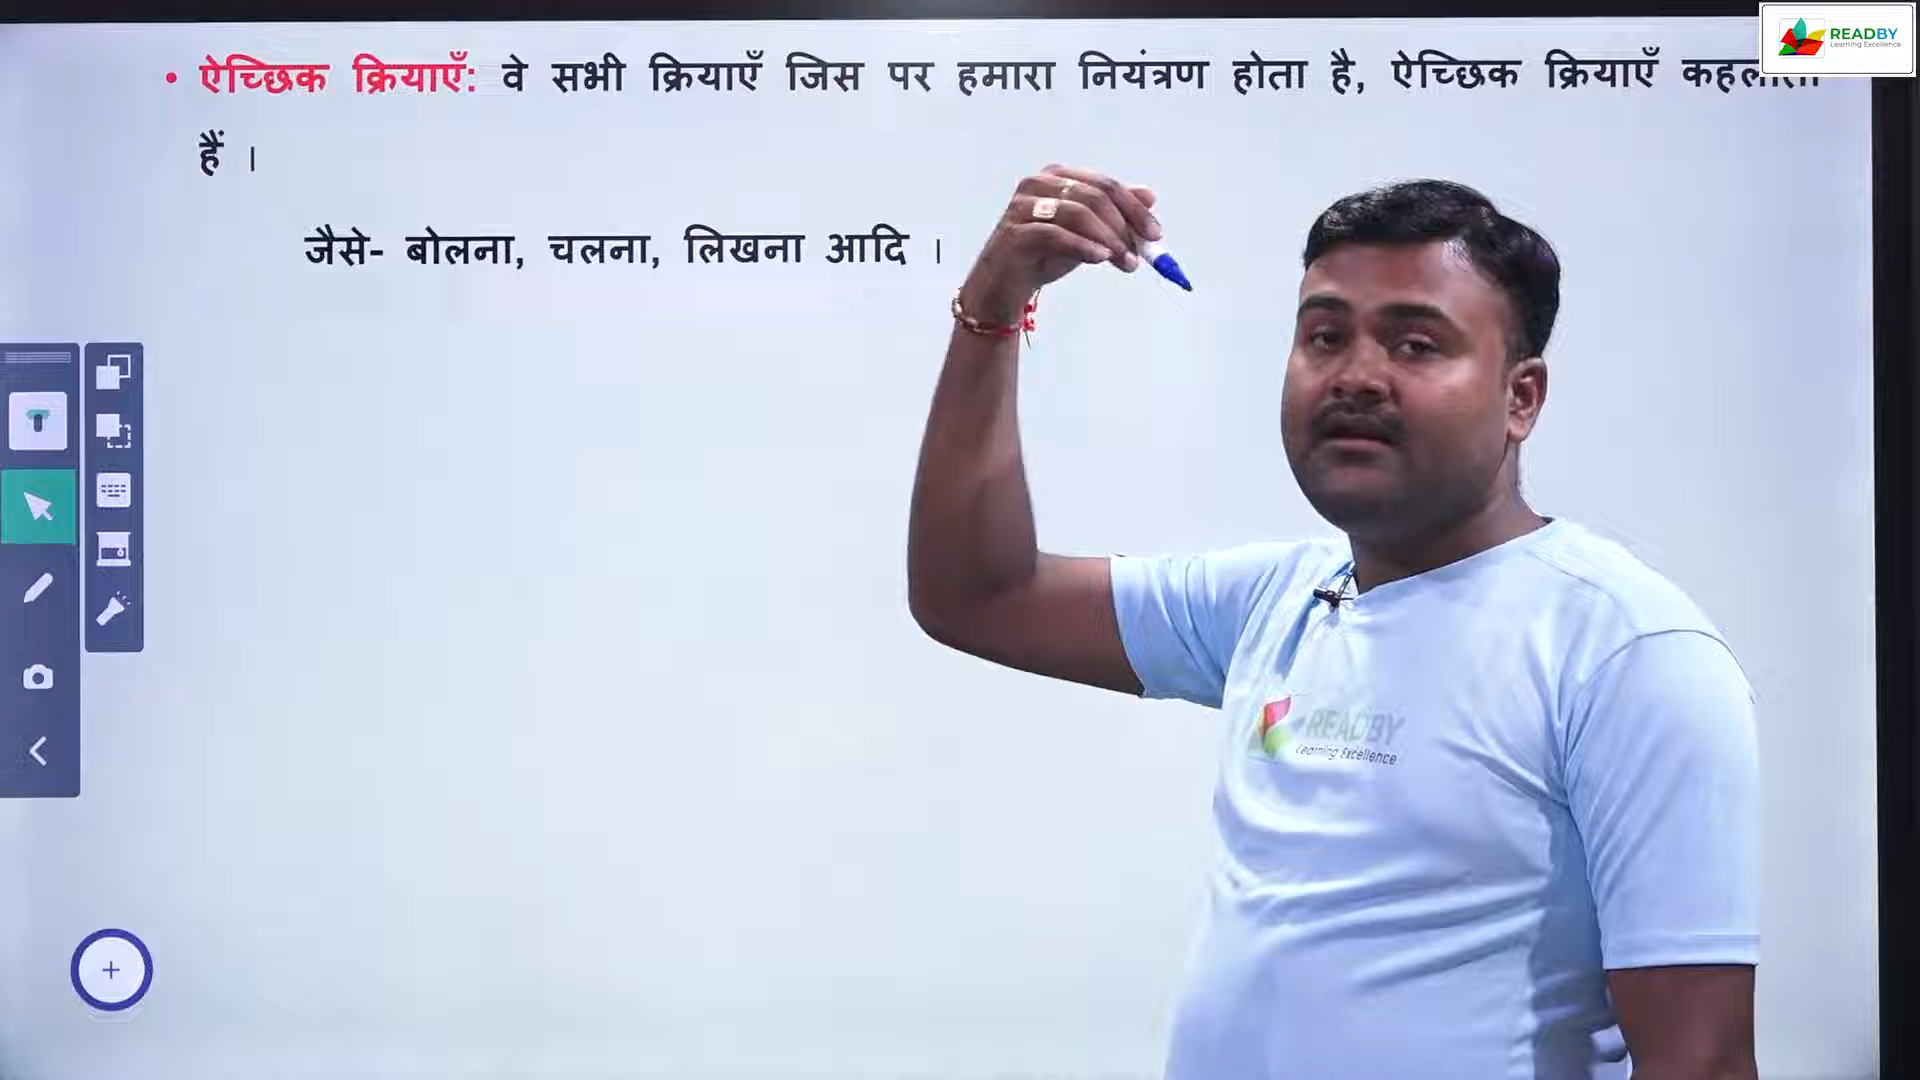 READBY
Learning Excellence
• ऐच्छिक क्रियाएँ: वे सभी क्रियाएँ जिस पर हमारा नियंत्रण होता है, ऐच्छिक क्रियाएँ
हैं ।
जैसे- बोलना, चलना, लिखना आदि ।
READBY
Learning Excellence